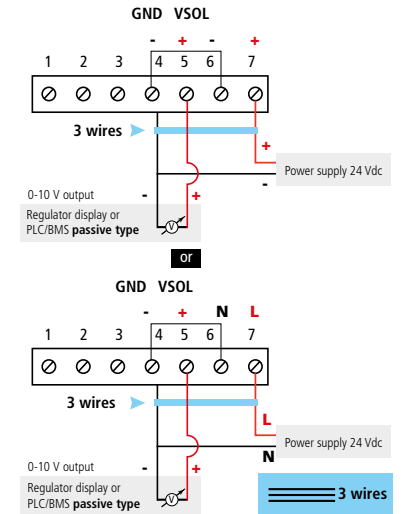 GND VSOL
- + - +
1 2 3 4 5 6 7
3 wires
+
Power supply 24 Vdc
-
0-10 V output - +
Regulator display or
PLC/BMS passive type
V
or
GND VSOL
- + N L
1 2 3 4 5 6 7
3 wires
L
Power supply 24 Vdc
N
0-10 V output - +
Regulator display or
PLC/BMS passive type
V
3 wires